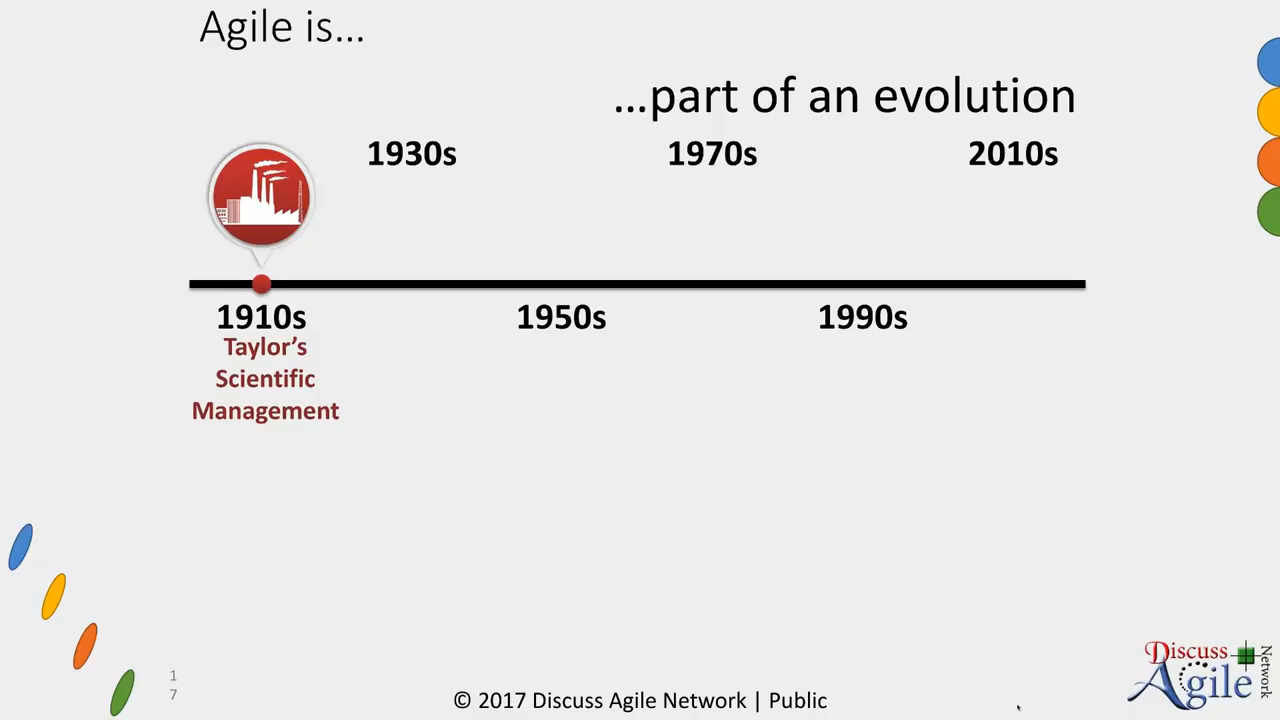 Agile is...
...part of an evolution
1930s
1970s
2010s
1910s
1950s
1990s
Taylor's
Scientific
Management
1
7
© 2017 Discuss Agile Network | Public
Discuss
Agile
Network